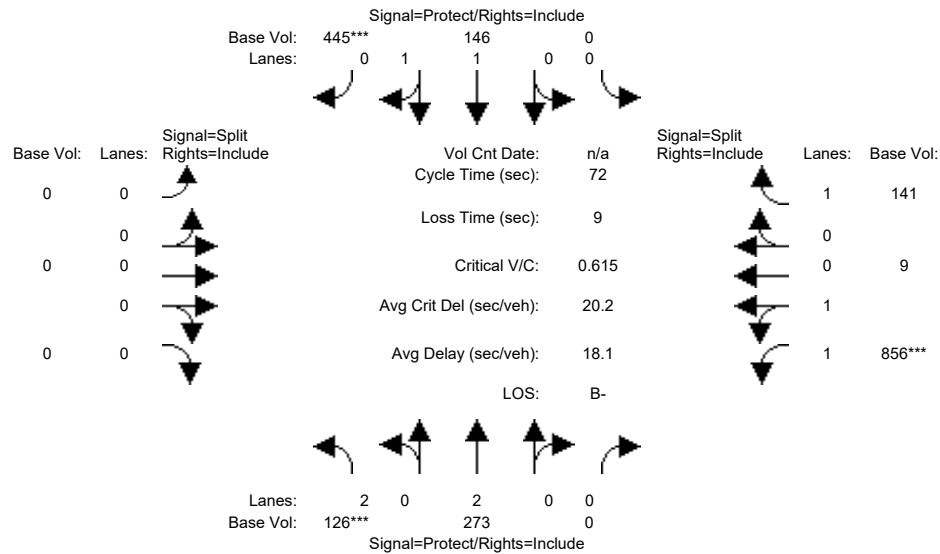 Signal=Protect/Rights=Include
Base Vol: 445*** 146 0
Lanes: 0 1 1 0 0
Signal=Split Signal=Split
Base Vol: Lanes: Rights=Include Vol Cnt Date: n/a Rights=Include Lanes: Base Vol:
Cycle Time (sec): 72
0 0 1 141
Loss Time (sec): 9
0 0
0 0 Critical V/C: 0.615 0 9
0 Avg Crit Del (sec/veh): 20.2 1
0 0 Avg Delay (sec/veh): 18.1 1 856***
LOS: B-
Lanes: 2 0 2 0 0
Base Vol: 126*** 273 0
Signal=Protect/Rights=Include